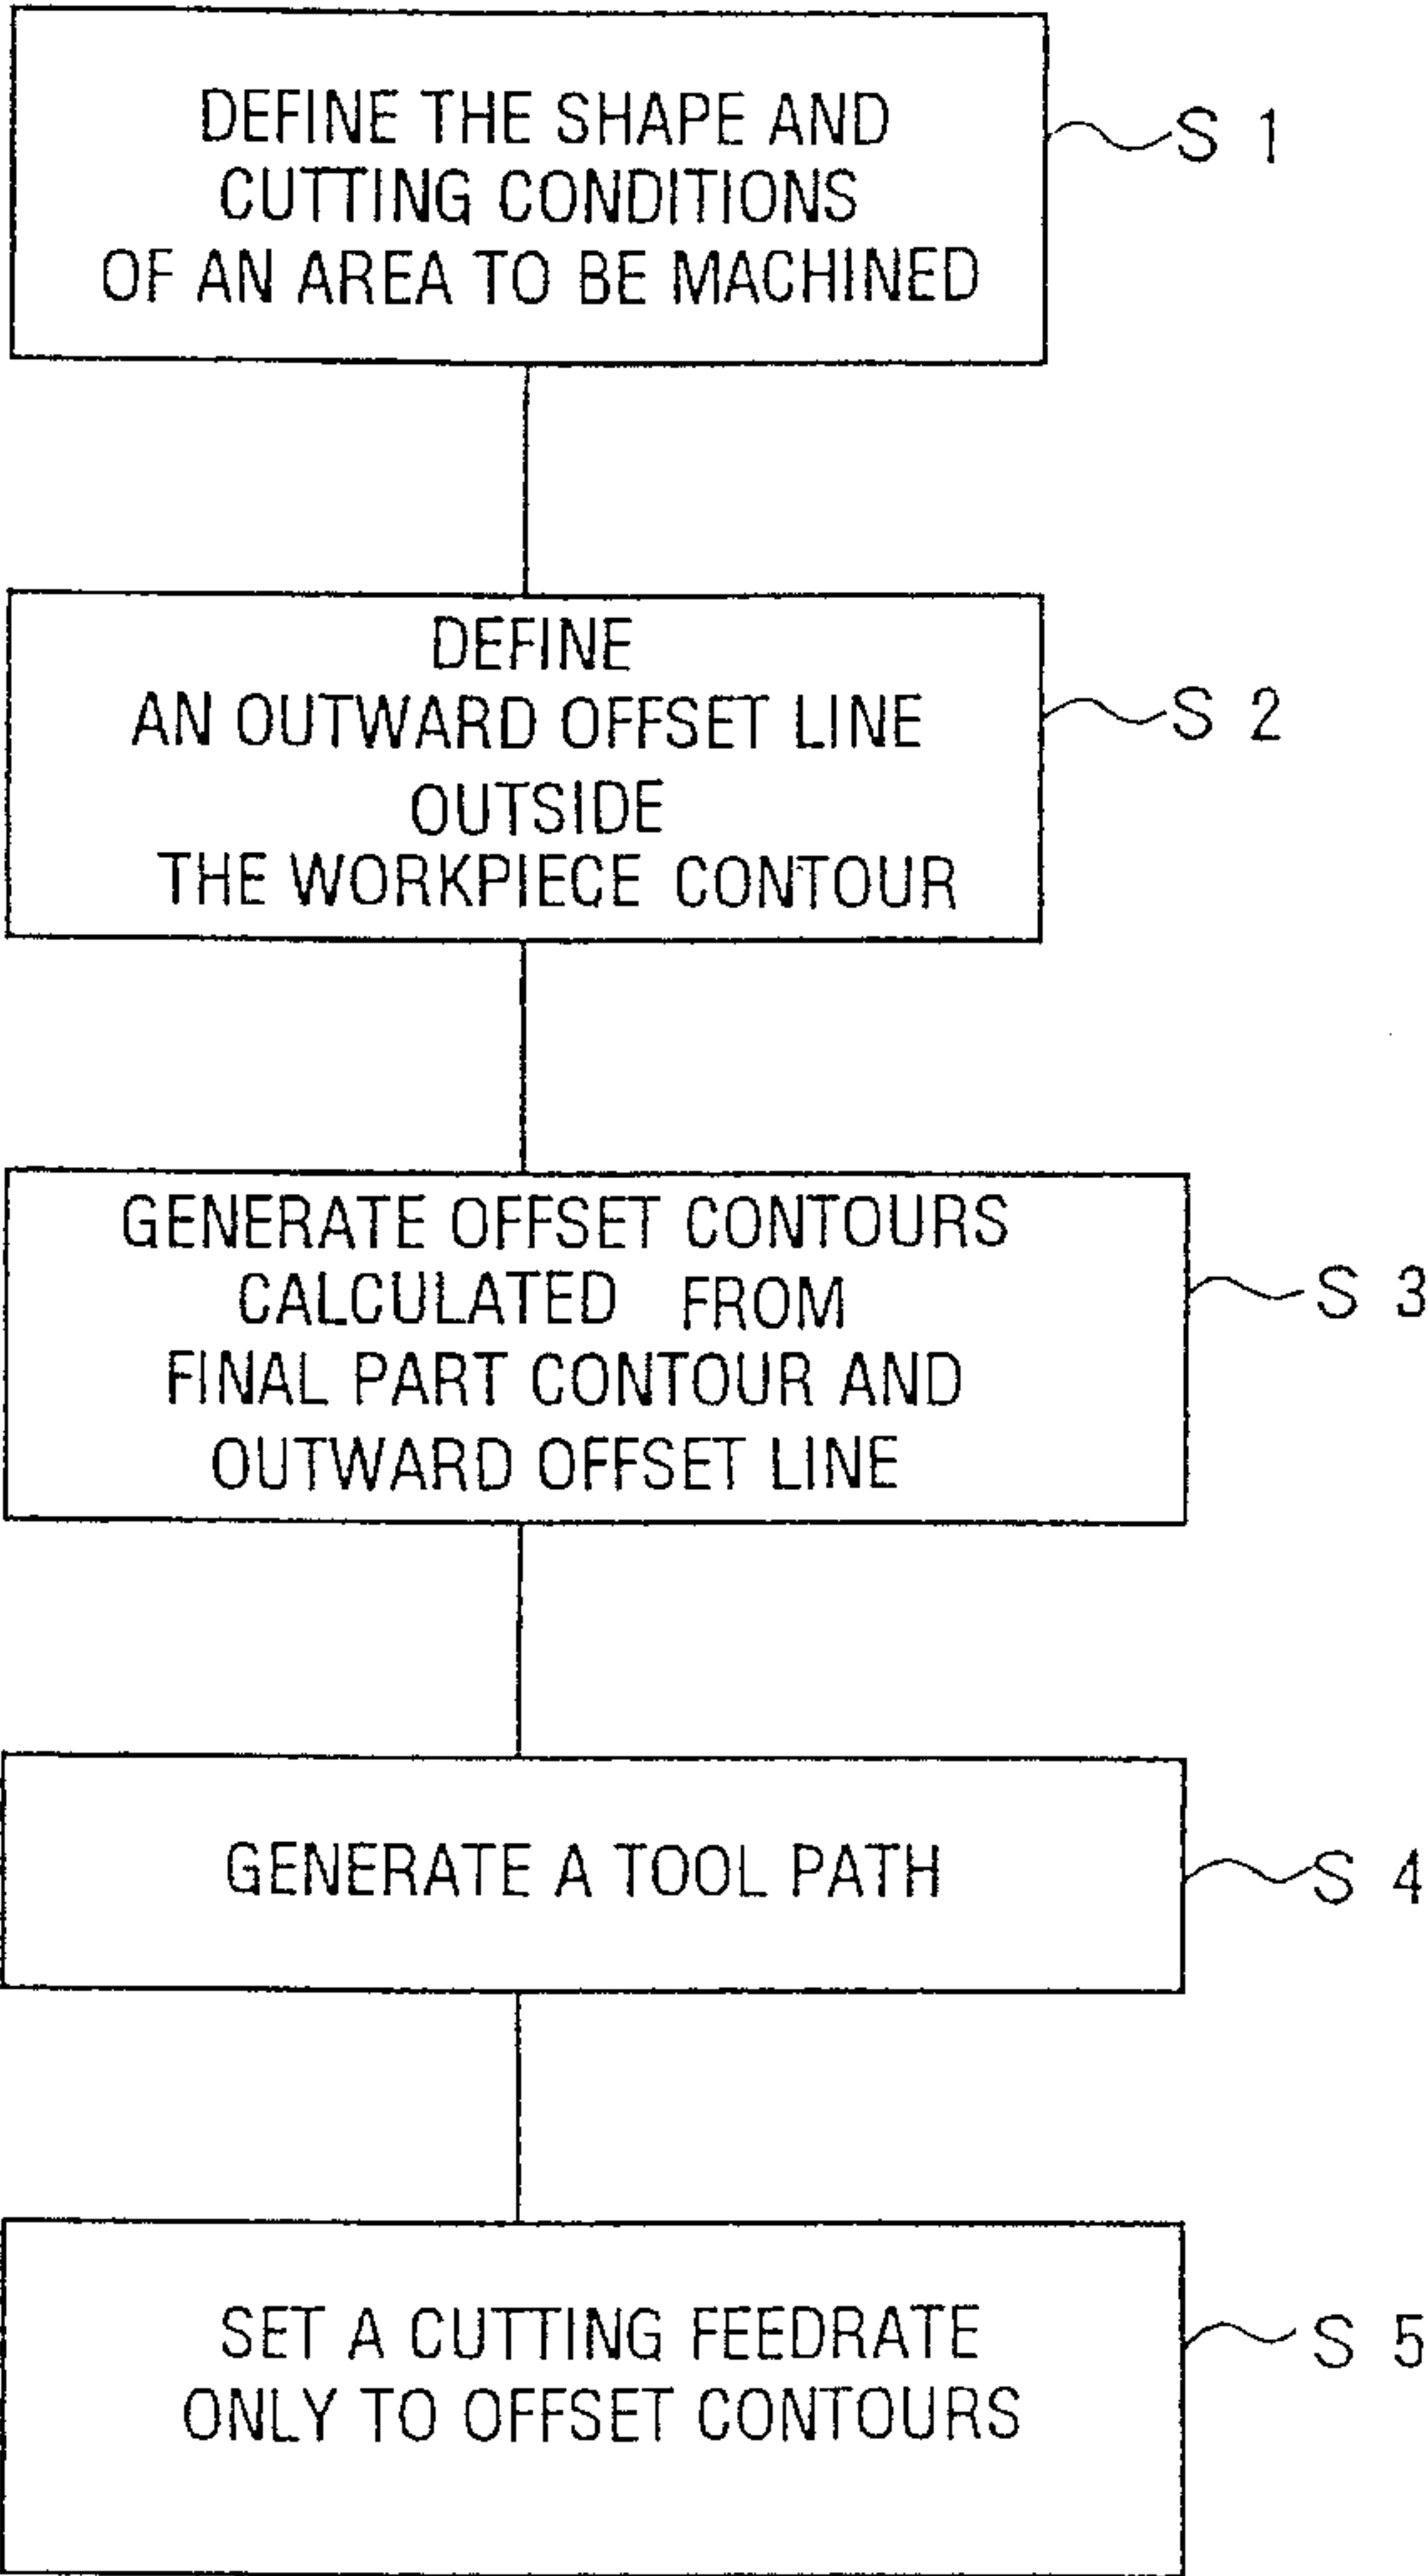 DEFINE THE SHAPE AND
CUTTING CONDITIONS
OF AN AREA TO BE MACHINED
S 1
DEFINE
AN OUTWARD OFFSET LINE
OUTSIDE
THE WORKPIECE CONTOUR
S 2
GENERATE OFFSET CONTOURS
CALCULATED FROM
FINAL PART CONTOUR AND
OUTWARD OFFSET LINE
S 3
GENERATE A TOOL PATH
S 4
SET A CUTTING FEEDRATE
ONLY TO OFFSET CONTOURS
S 5